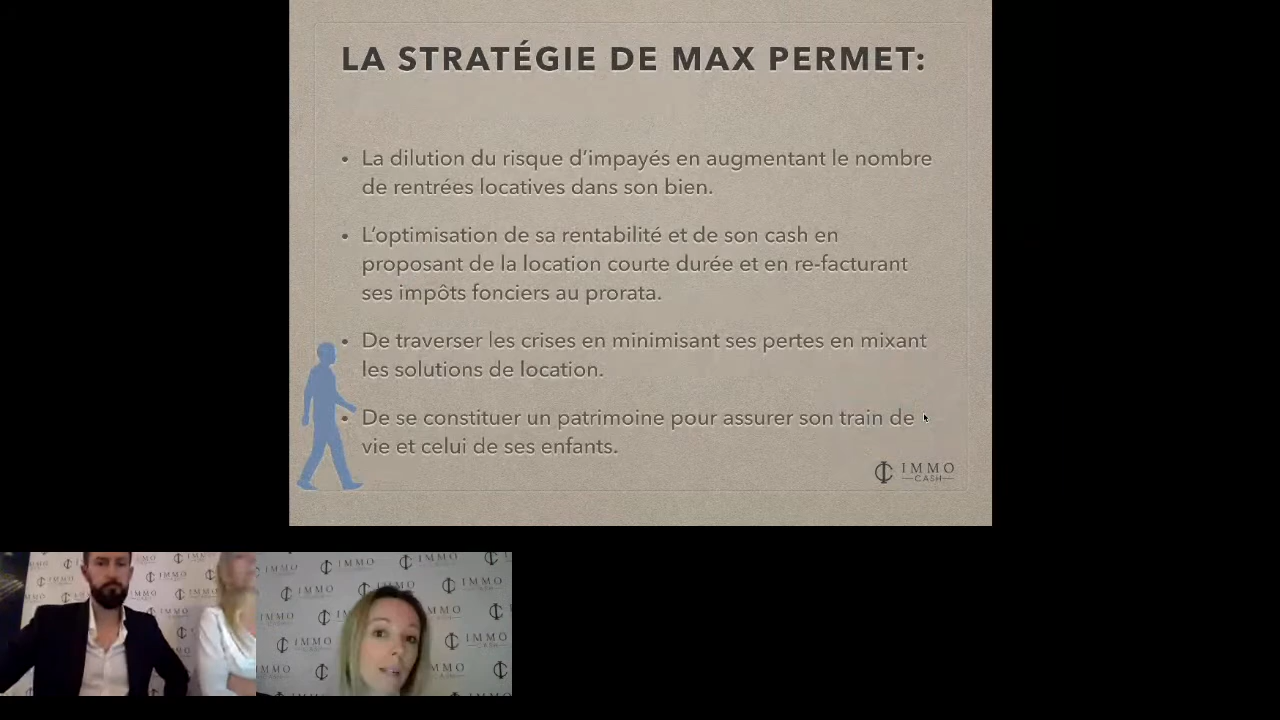 LA STRATÉGIE DE MAX PERMET:
• La dilution du risque d'impayés en augmentant le nombre
de rentrées locatives dans son bien.
• L'optimisation de sa rentabilité et de son cash en
proposant de la location courte durée et en re-facturant
ses impôts fonciers au prorata.
• De traverser les crises en minimisant ses pertes en mixant
les solutions de location.
• De se constituer un patrimoine pour assurer son train de
vie et celui de ses enfants.
IMMO
CASH